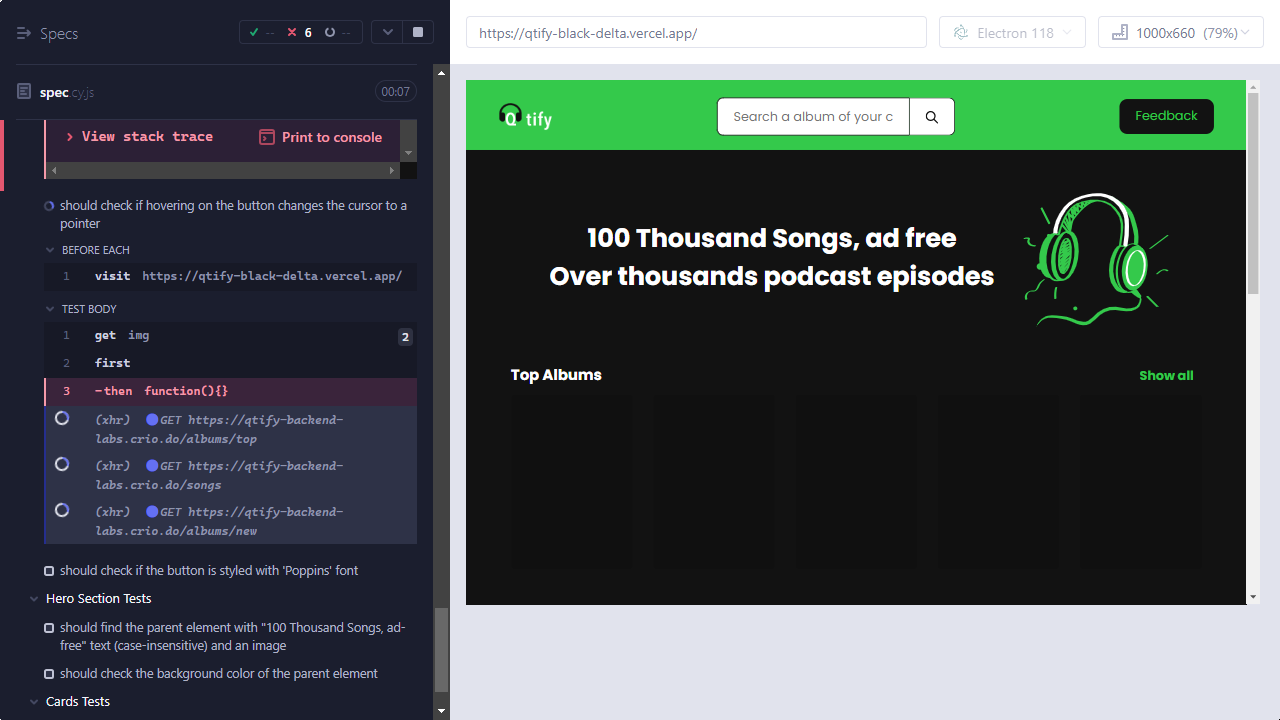 Specs
--
6
--
spec.cy.js
00:07
View stack trace
Print to console
should check if hovering on the button changes the cursor to a
pointer
BEFORE EACH
1 visit https://qtify-black-delta.vercel.app/
TEST BODY
1 get img 2
2 first
3 -then function(){}
(xhr) GET https://qtify-backend-
labs.crio.do/albums/top
(xhr) GET https://qtify-backend-
labs.crio.do/songs
(xhr) GET https://qtify-backend-
labs.crio.do/albums/new
should check if the button is styled with 'Poppins' font
Hero Section Tests
should find the parent element with "100 Thousand Songs, ad-
free" text (case-insensitive) and an image
should check the background color of the parent element
Cards Tests
https://qtify-black-delta.vercel.app/
Electron 118
1000x660 (79%)
Qtify
Search a album of your c
Feedback
100 Thousand Songs, ad free
Over thousands podcast episodes
Top Albums
Show all